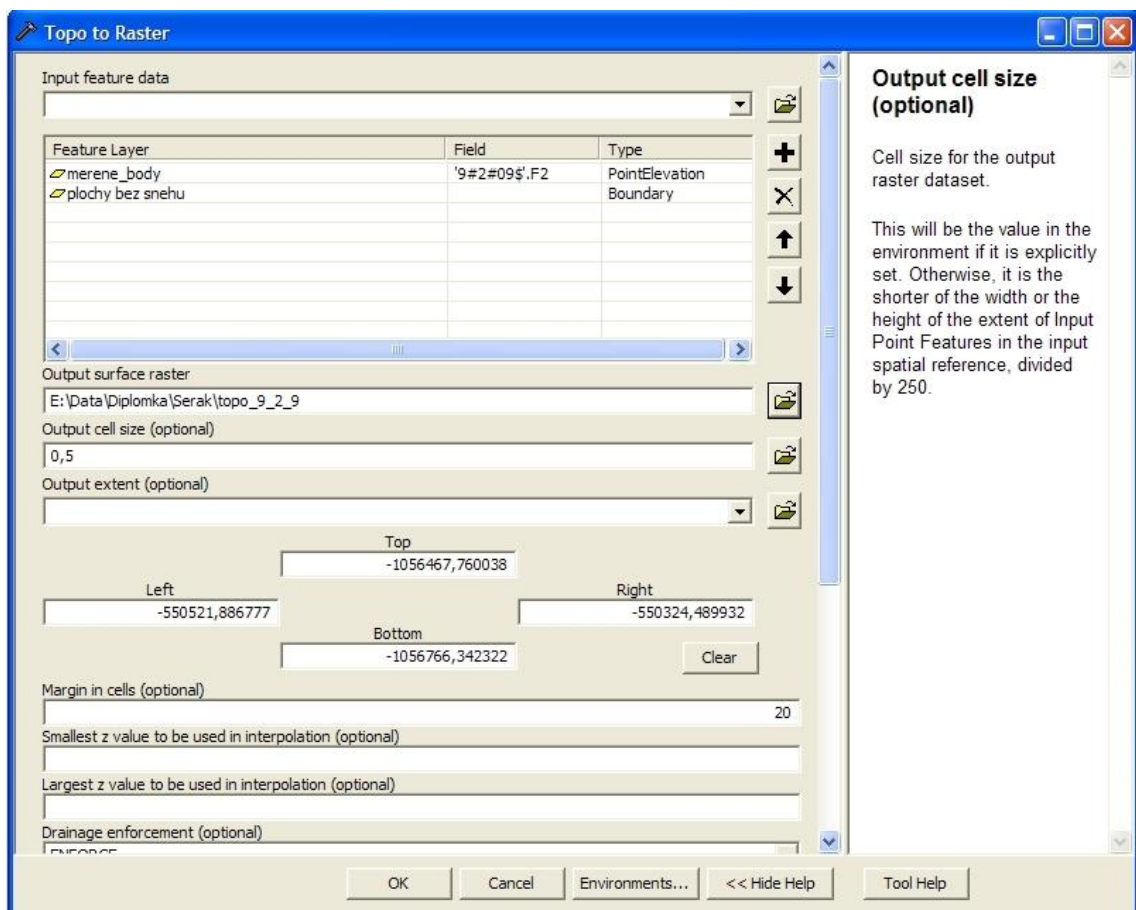 Topo to Raster
Input feature data
Feature Layer Field Type
merene_body '9#2#09$'.F2 PointElevation
plochy bez snehu Boundary
Output surface raster
E:\Data\Diplomka\Serak\topo_9_2_9
Output cell size (optional)
0,5
Output extent (optional)
Top
-1056467,760038
Left Right
-550521,886777 -550324,489932
Bottom
-1056766,342322
Clear
Margin in cells (optional)
20
Smallest z value to be used in interpolation (optional)
Largest z value to be used in interpolation (optional)
Drainage enforcement (optional)
ENFORCE
OK Cancel Environments... << Hide Help Tool Help
Output cell size
(optional)
Cell size for the output
raster dataset.
This will be the value in the
environment if it is explicitly
set. Otherwise, it is the
shorter of the width or the
height of the extent of Input
Point Features in the input
spatial reference, divided
by 250.